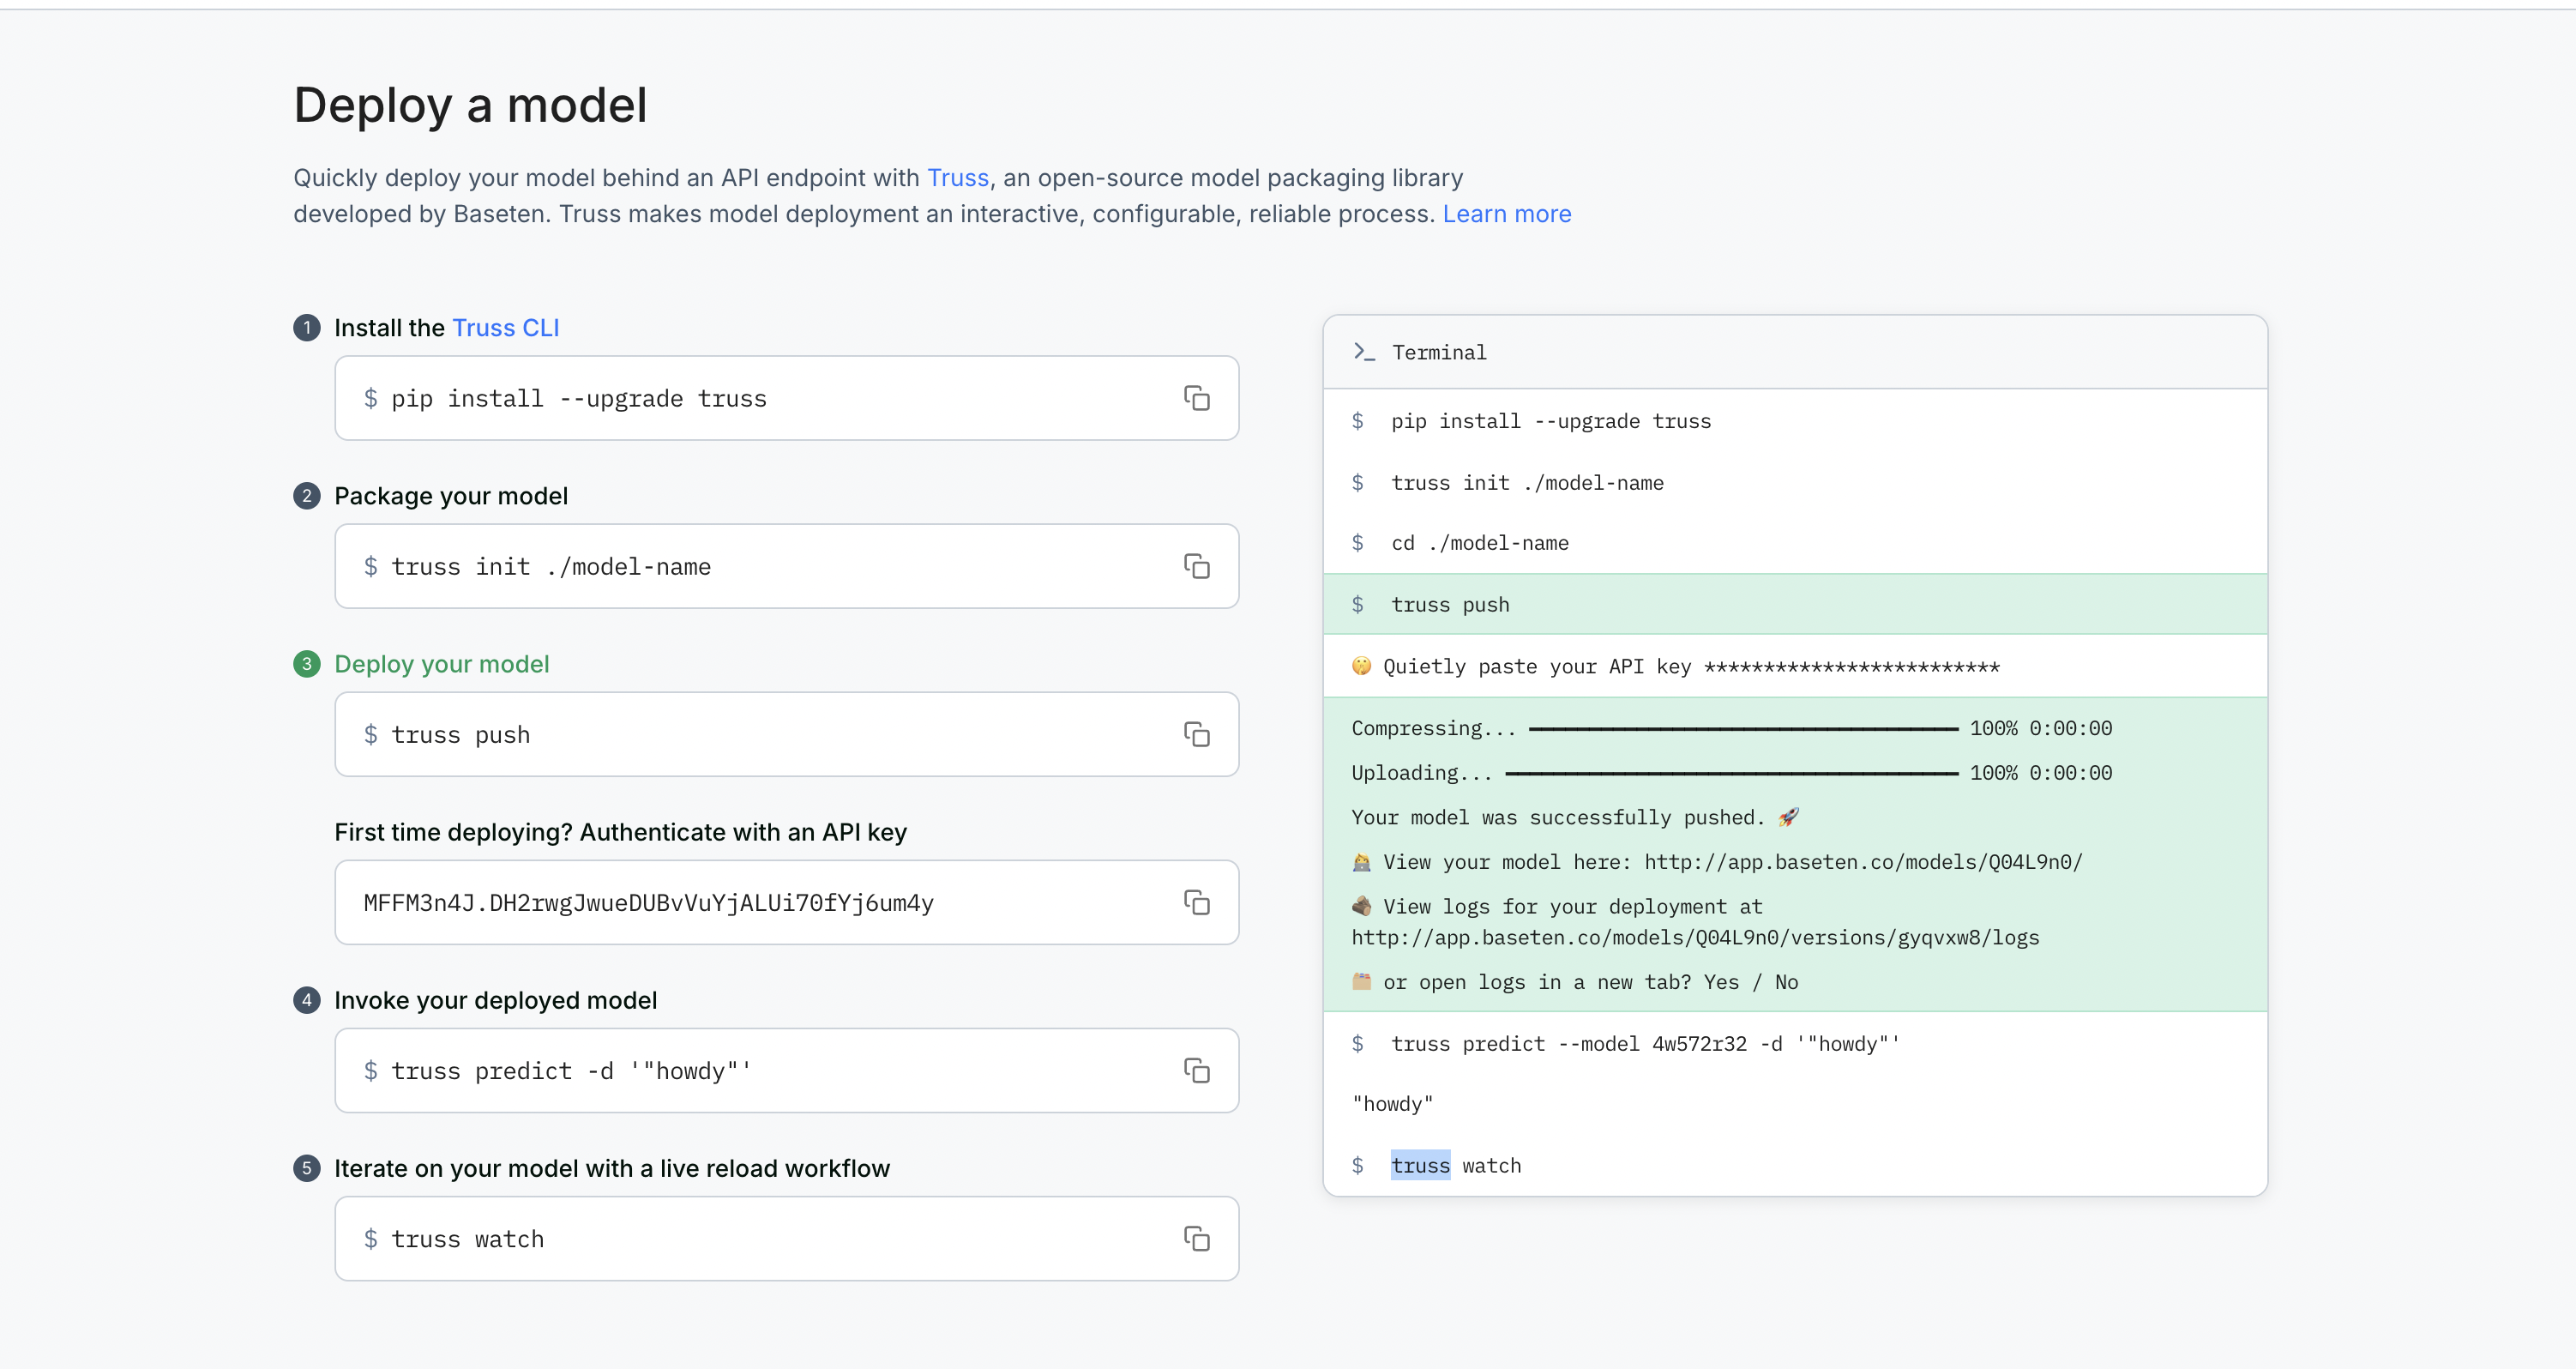 Deploy a model
Quickly deploy your model behind an API endpoint with Truss, an open-source model packaging library
developed by Baseten. Truss makes model deployment an interactive, configurable, reliable process. Learn more
1 Install the Truss CLI
$ pip install --upgrade truss
2 Package your model
$ truss init ./model-name
3 Deploy your model
$ truss push
First time deploying? Authenticate with an API key
MFFM3n4J.DH2rwgJwueDUBvVuYjALUi70fYj6um4y
4 Invoke your deployed model
$ truss predict -d '"howdy"'
5 Iterate on your model with a live reload workflow
$ truss watch
Terminal
$ pip install --upgrade truss
$ truss init ./model-name
$ cd ./model-name
$ truss push
🤫 Quietly paste your API key *************************
Compressing... ━━━━━━━━━━━━━━━━━━━━━━━━━━━━━━━━━━━━ 100% 0:00:00
Uploading... ━━━━━━━━━━━━━━━━━━━━━━━━━━━━━━━━━━━━━━ 100% 0:00:00
Your model was successfully pushed. 🚀
👩‍💻 View your model here: http://app.baseten.co/models/Q04L9n0/
🪵 View logs for your deployment at
http://app.baseten.co/models/Q04L9n0/versions/gyqvxw8/logs
🗂️ or open logs in a new tab? Yes / No
$ truss predict --model 4w572r32 -d '"howdy"'
"howdy"
$ truss watch